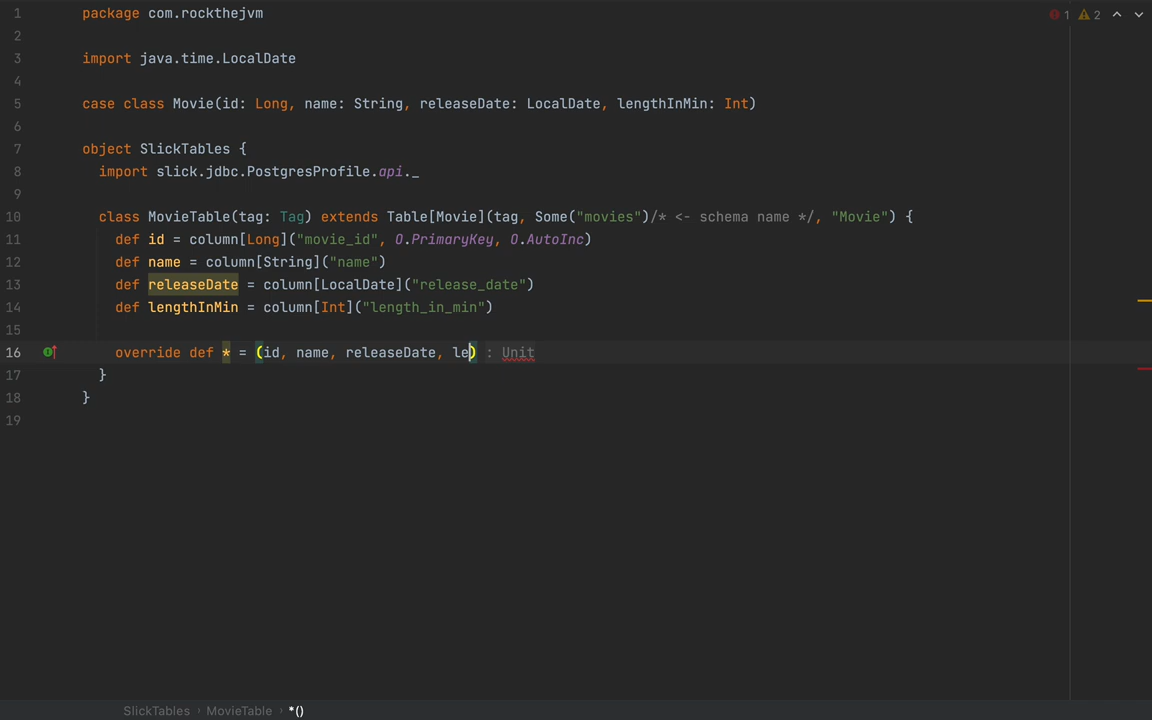 1 package com.rockthejvm
1 2
2
3 import java.time.LocalDate
4
5 case class Movie(id: Long, name: String, releaseDate: LocalDate, lengthInMin: Int)
6
7 object SlickTables {
8 import slick.jdbc.PostgresProfile.api._
9
10 class MovieTable(tag: Tag) extends Table[Movie](tag, Some("movies")/* <- schema name */, "Movie") {
11 def id = column[Long]("movie_id", O.PrimaryKey, O.AutoInc)
12 def name = column[String]("name")
13 def releaseDate = column[LocalDate]("release_date")
14 def lengthInMin = column[Int]("length_in_min")
15
16 override def * = (id, name, releaseDate, le) : Unit
17 }
18 }
19
SlickTables › MovieTable › *()